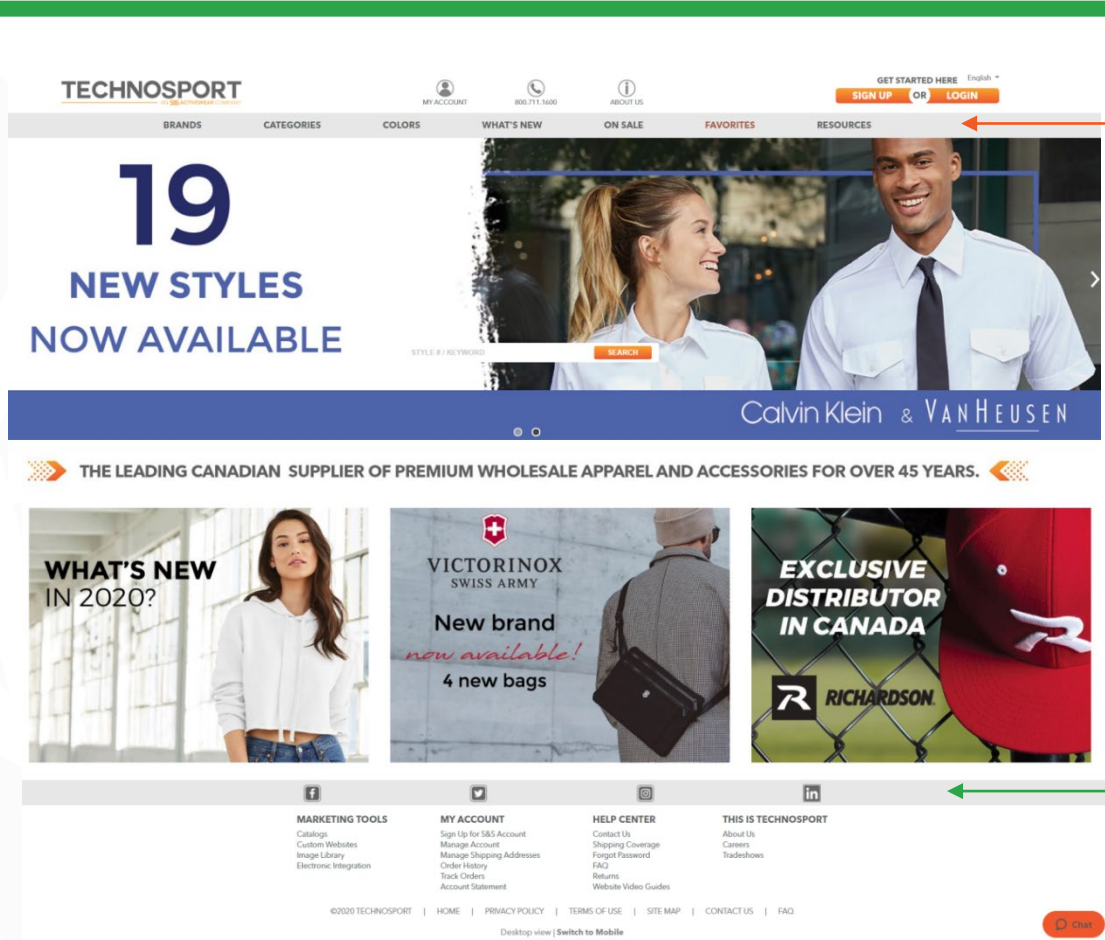 TECHNOSPORT
AN S&S ACTIVEWEAR COMPANY
MY ACCOUNT
800.711.1600
ABOUT US
GET STARTED HERE English
SIGN UP OR LOGIN
BRANDS CATEGORIES COLORS WHAT'S NEW ON SALE FAVORITES RESOURCES
19
NEW STYLES
NOW AVAILABLE
STYLE # / KEYWORD SEARCH
Calvin Klein & VANHEUSEN
THE LEADING CANADIAN SUPPLIER OF PREMIUM WHOLESALE APPAREL AND ACCESSORIES FOR OVER 45 YEARS.
WHAT'S NEW
IN 2020?
VICTORINOX
SWISS ARMY
New brand
now available!
4 new bags
EXCLUSIVE
DISTRIBUTOR
IN CANADA
R RICHARDSON
MARKETING TOOLS
Catalogs
Custom Websites
Image Library
Electronic Integration
MY ACCOUNT
Sign Up for S&S Account
Manage Account
Manage Shipping Addresses
Order History
Track Orders
Account Statement
HELP CENTER
Contact Us
Shipping Coverage
Forgot Password
FAQ
Returns
Website Video Guides
THIS IS TECHNOSPORT
About Us
Careers
Tradeshows
©2020 TECHNOSPORT | HOME | PRIVACY POLICY | TERMS OF USE | SITE MAP | CONTACT US | FAQ
Desktop view | Switch to Mobile
Chat